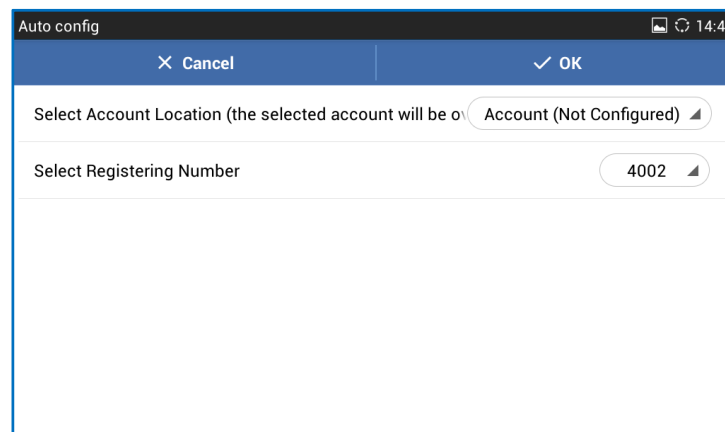 Auto config 14:4
Cancel OK
Select Account Location (the selected account will be Account (Not Configured)
Select Registering Number 4002